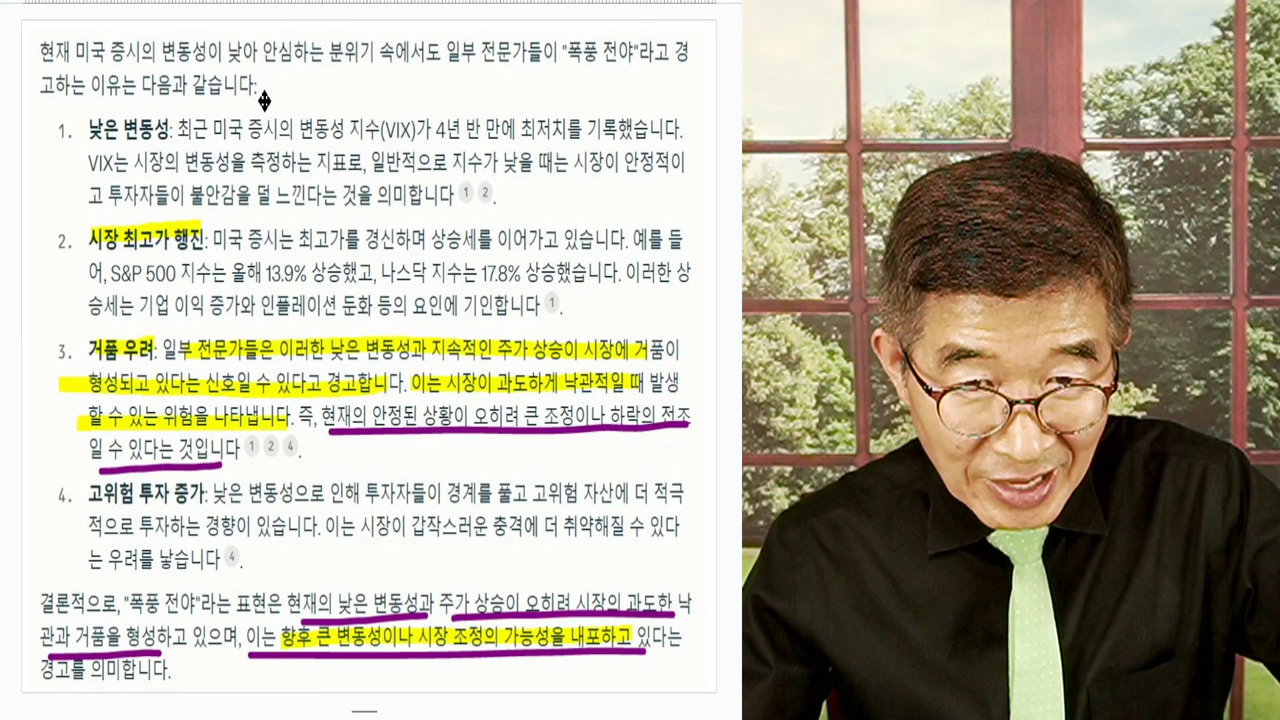 현재 미국 증시의 변동성이 낮아 안심하는 분위기 속에서도 일부 전문가들이 "폭풍 전야"라고 경
고하는 이유는 다음과 같습니다:
1. 낮은 변동성: 최근 미국 증시의 변동성 지수(VIX)가 4년 반 만에 최저치를 기록했습니다.
VIX는 시장의 변동성을 측정하는 지표로, 일반적으로 지수가 낮을 때는 시장이 안정적이
고 투자자들이 불안감을 덜 느낀다는 것을 의미합니다 1 2.
2. 시장 최고가 행진: 미국 증시는 최고가를 경신하며 상승세를 이어가고 있습니다. 예를 들
어, S&P 500 지수는 올해 13.9% 상승했고, 나스닥 지수는 17.8% 상승했습니다. 이러한 상
승세는 기업 이익 증가와 인플레이션 둔화 등의 요인에 기인합니다 1.
3. 거품 우려: 일부 전문가들은 이러한 낮은 변동성과 지속적인 주가 상승이 시장에 거품이
형성되고 있다는 신호일 수 있다고 경고합니다. 이는 시장이 과도하게 낙관적일 때 발생
할 수 있는 위험을 나타냅니다. 즉, 현재의 안정된 상황이 오히려 큰 조정이나 하락의 전조
일 수 있다는 것입니다 1 2 4.
4. 고위험 투자 증가: 낮은 변동성으로 인해 투자자들이 경계를 풀고 고위험 자산에 더 적극
적으로 투자하는 경향이 있습니다. 이는 시장이 갑작스러운 충격에 더 취약해질 수 있다
는 우려를 낳습니다 4.
결론적으로, "폭풍 전야"라는 표현은 현재의 낮은 변동성과 주가 상승이 오히려 시장의 과도한 낙
관과 거품을 형성하고 있으며, 이는 향후 큰 변동성이나 시장 조정의 가능성을 내포하고 있다는
경고를 의미합니다.